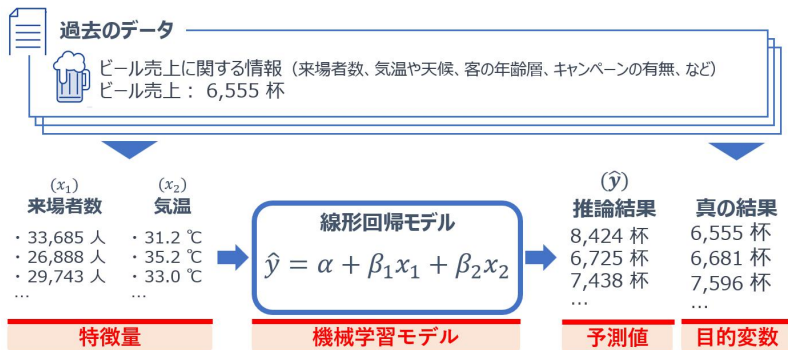 過去のデータ
ビール売上に関する情報（来場者数、気温や天候、客の年齢層、キャンペーンの有無、など）
ビール売上： 6,555 杯
(x₁)
来場者数
・33,685 人
・26,888 人
・29,743 人
…
(x₂)
気温
・31.2 ℃
・35.2 ℃
・33.0 ℃
…
特徴量
線形回帰モデル
ŷ = α + β₁x₁ + β₂x₂
機械学習モデル
(ŷ)
推論結果
8,424 杯
6,725 杯
7,438 杯
…
予測値
真の結果
6,555 杯
6,681 杯
7,596 杯
…
目的変数